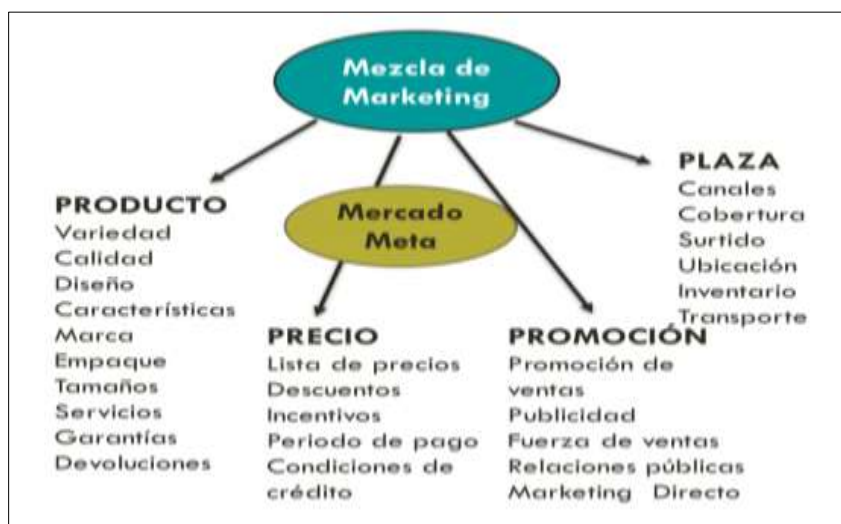 Mezcla de
Marketing
Mercado
Meta
PRODUCTO
Variedad
Calidad
Diseño
Características
Marca
Empaque
Tamaños
Servicios
Garantías
Devoluciones
PRECIO
Lista de precios
Descuentos
Incentivos
Periodo de pago
Condiciones de
crédito
PROMOCIÓN
Promoción de
ventas
Publicidad
Fuerza de ventas
Relaciones públicas
Marketing Directo
PLAZA
Canales
Cobertura
Surtido
Ubicación
Inventario
Transporte